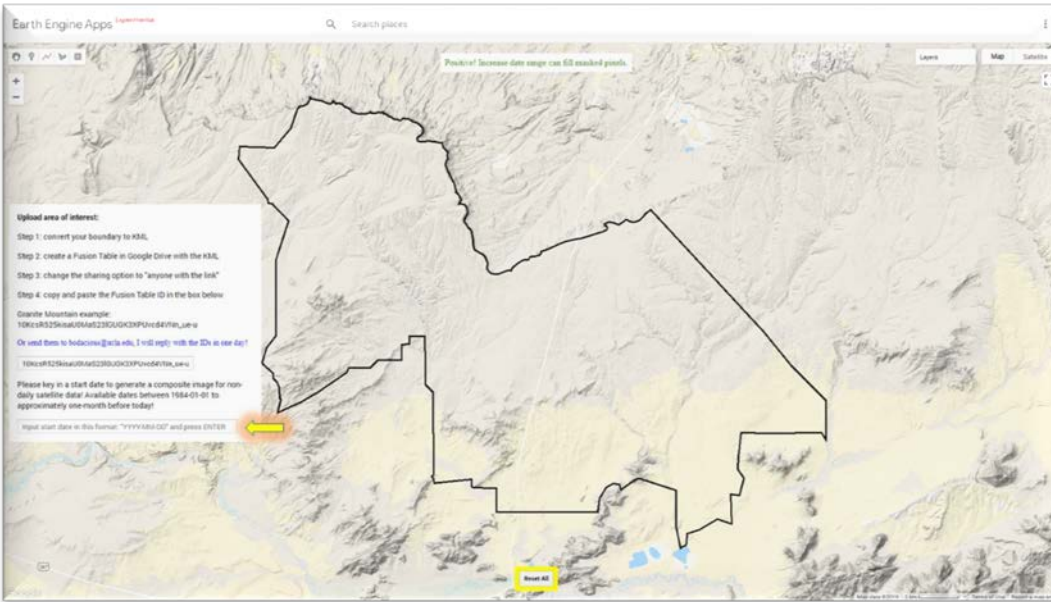 Earth Engine Apps Experimental
Search places
Positive! Increase date range can fill masked pixels.
Layers
Map
Satellite
+
−
Upload area of interest:
Step 1: convert your boundary to KML
Step 2: create a Fusion Table in Google Drive with the KML
Step 3: change the sharing option to "anyone with the link"
Step 4: copy and paste the Fusion Table ID in the box below
Granite Mountain example:
Or send them to bodacious@ucla.edu, I will reply with the IDs in one day!
Please key in a start date to generate a composite image for non-
daily satellite data! Available dates between 1984-01-01 to
approximately one-month before today!
Input start date in this format: "YYYY-MM-DD" and press ENTER
Reset All